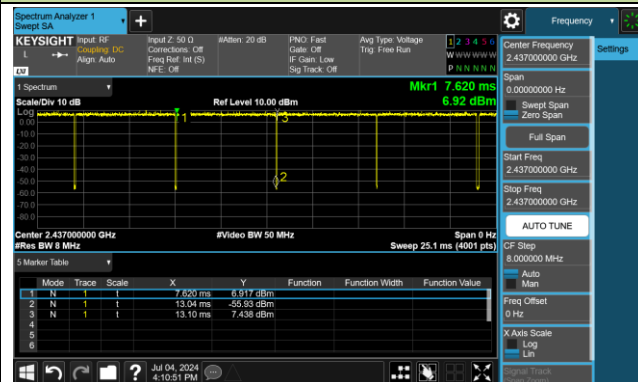 Spectrum Analyzer 1
Swept SA
Frequency
KEYSIGHT
L
LXI
Input: RF
Coupling: DC
Align: Auto
Input Z: 50 Ω
Corrections: Off
Freq Ref: Int (S)
NFE: Off
#Atten: 20 dB
PNO: Fast
Gate: Off
IF Gain: Low
Sig Track: Off
Avg Type: Voltage
Trig: Free Run
1 2 3 4 5 6
W W W W W W
P N N N N N
Center Frequency
2.437000000 GHz
Settings
Span
0.00000000 Hz
Swept Span
Zero Span
Full Span
Start Freq
2.437000000 GHz
Stop Freq
2.437000000 GHz
AUTO TUNE
CF Step
8.000000 MHz
Auto
Man
Freq Offset
0 Hz
X Axis Scale
Log
Lin
Signal Track
1 Spectrum
Scale/Div 10 dB
Ref Level 10.00 dBm
Mkr1 7.620 ms
6.92 dBm
Log
0.00
-10.0
-20.0
-30.0
-40.0
-50.0
-60.0
-70.0
-80.0
1
3
2
Center 2.437000000 GHz
#Res BW 8 MHz
#Video BW 50 MHz
Span 0 Hz
Sweep 25.1 ms (4001 pts)
5 Marker Table
Mode Trace Scale X Y Function Function Width Function Value
1 N 1 t 7.620 ms 6.917 dBm
2 N 1 t 13.04 ms -55.93 dBm
3 N 1 t 13.10 ms 7.438 dBm
4
5
6
Jul 04, 2024
4:10:51 PM